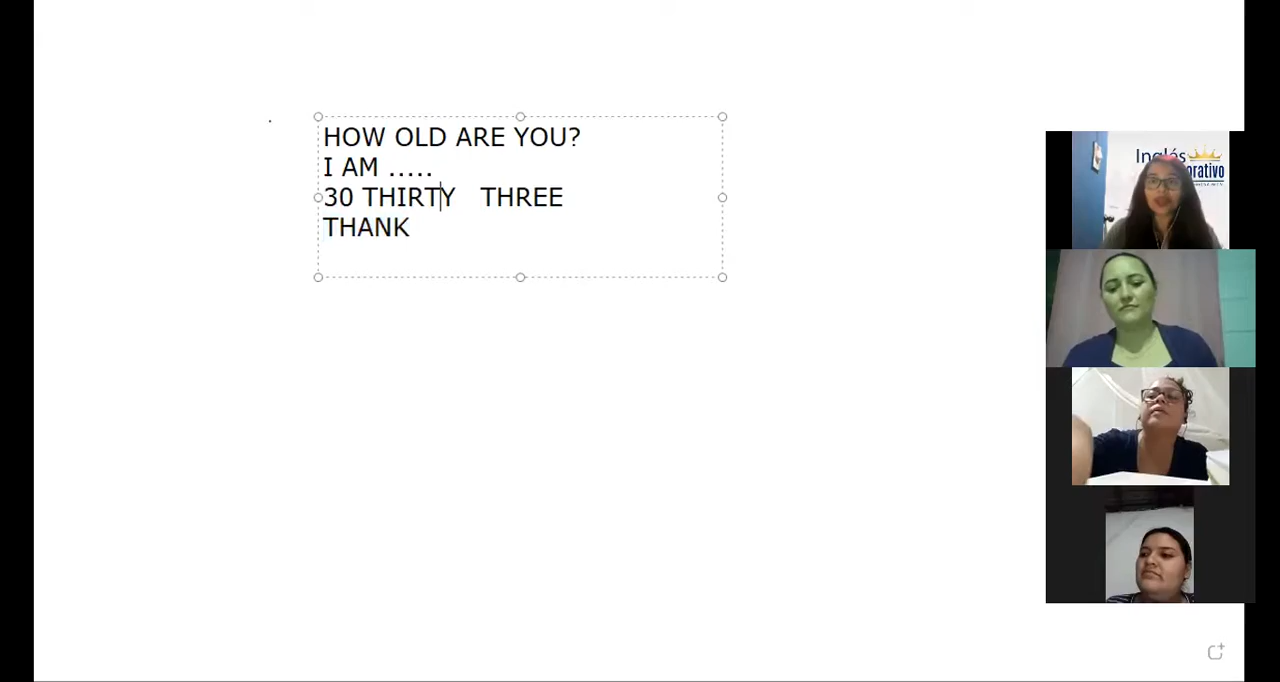 HOW OLD ARE YOU?
I AM .....
30 THIRTY   THREE
THANK
Inglés